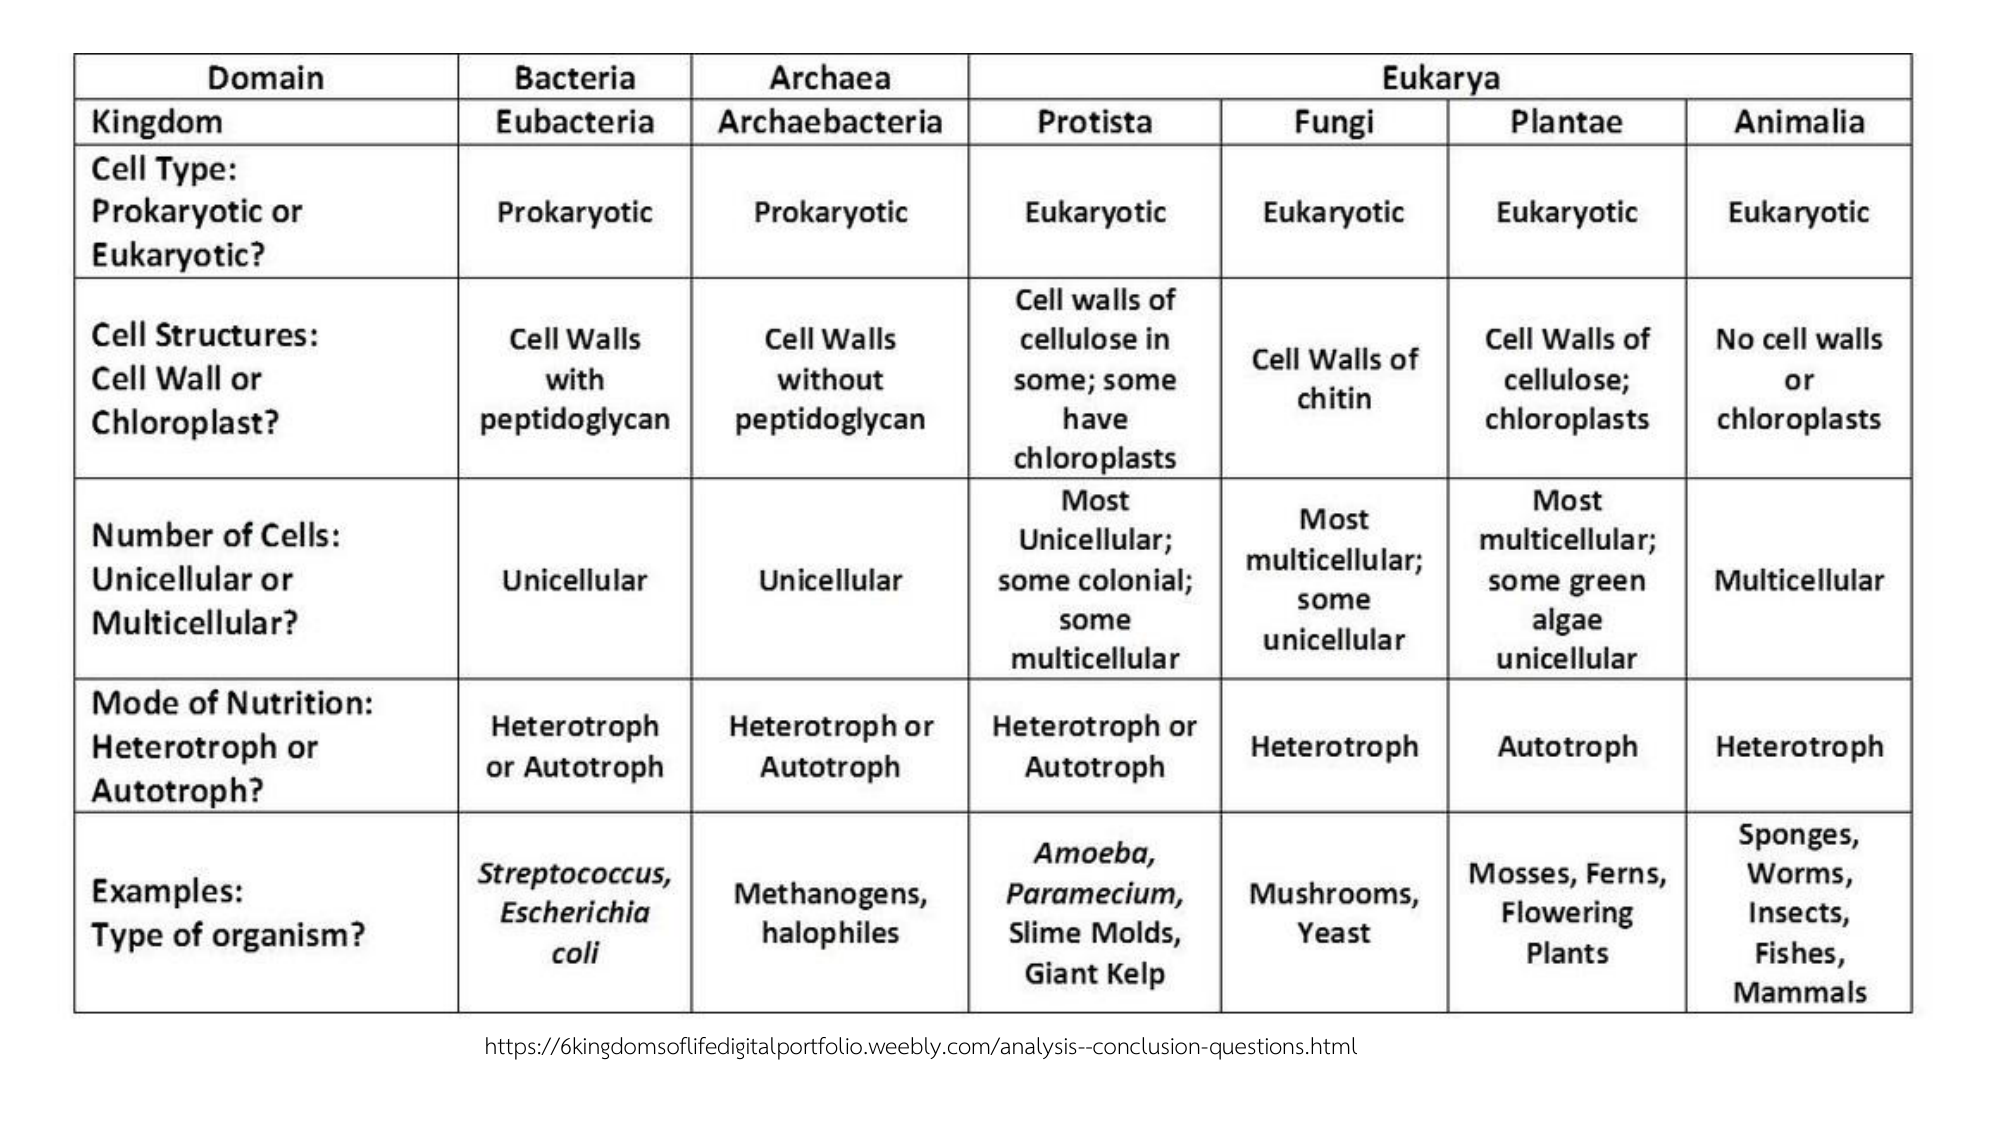 Domain
Bacteria
Archaea
Eukarya
Kingdom
Eubacteria
Archaebacteria
Protista
Fungi
Plantae
Animalia
Cell Type:
Prokaryotic or
Eukaryotic?
Prokaryotic
Prokaryotic
Eukaryotic
Eukaryotic
Eukaryotic
Eukaryotic
Cell Structures:
Cell Wall or
Chloroplast?
Cell Walls
with
peptidoglycan
Cell Walls
without
peptidoglycan
Cell walls of
cellulose in
some; some
have
chloroplasts
Cell Walls of
chitin
Cell Walls of
cellulose;
chloroplasts
No cell walls
or
chloroplasts
Number of Cells:
Unicellular or
Multicellular?
Unicellular
Unicellular
Most
Unicellular;
some colonial;
some
multicellular
Most
multicellular;
some
unicellular
Most
multicellular;
some green
algae
unicellular
Multicellular
Mode of Nutrition:
Heterotroph or
Autotroph?
Heterotroph
or Autotroph
Heterotroph or
Autotroph
Heterotroph or
Autotroph
Heterotroph
Autotroph
Heterotroph
Examples:
Type of organism?
Streptococcus,
Escherichia
coli
Methanogens,
halophiles
Amoeba,
Paramecium,
Slime Molds,
Giant Kelp
Mushrooms,
Yeast
Mosses, Ferns,
Flowering
Plants
Sponges,
Worms,
Insects,
Fishes,
Mammals
https://6kingdomsoflifedigitalportfolio.weebly.com/analysis--conclusion-questions.html